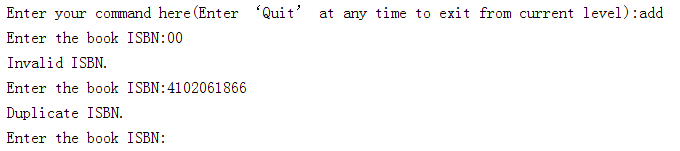 Enter your command here(Enter ‘Quit’ at any time to exit from current level):add
Enter the book ISBN:00
Invalid ISBN.
Enter the book ISBN:4102061866
Duplicate ISBN.
Enter the book ISBN: